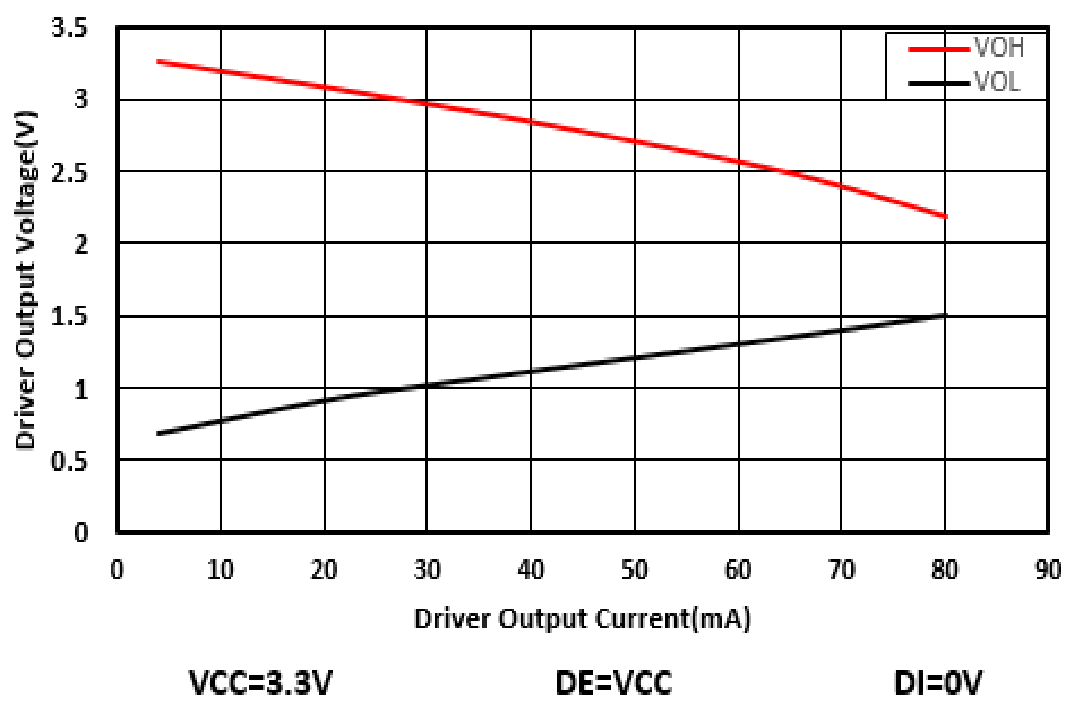 3.5
3
2.5
2
1.5
1
0.5
0
Driver Output Voltage(V)
VOH
VOL
0 10 20 30 40 50 60 70 80 90
Driver Output Current(mA)
VCC=3.3V DE=VCC DI=0V